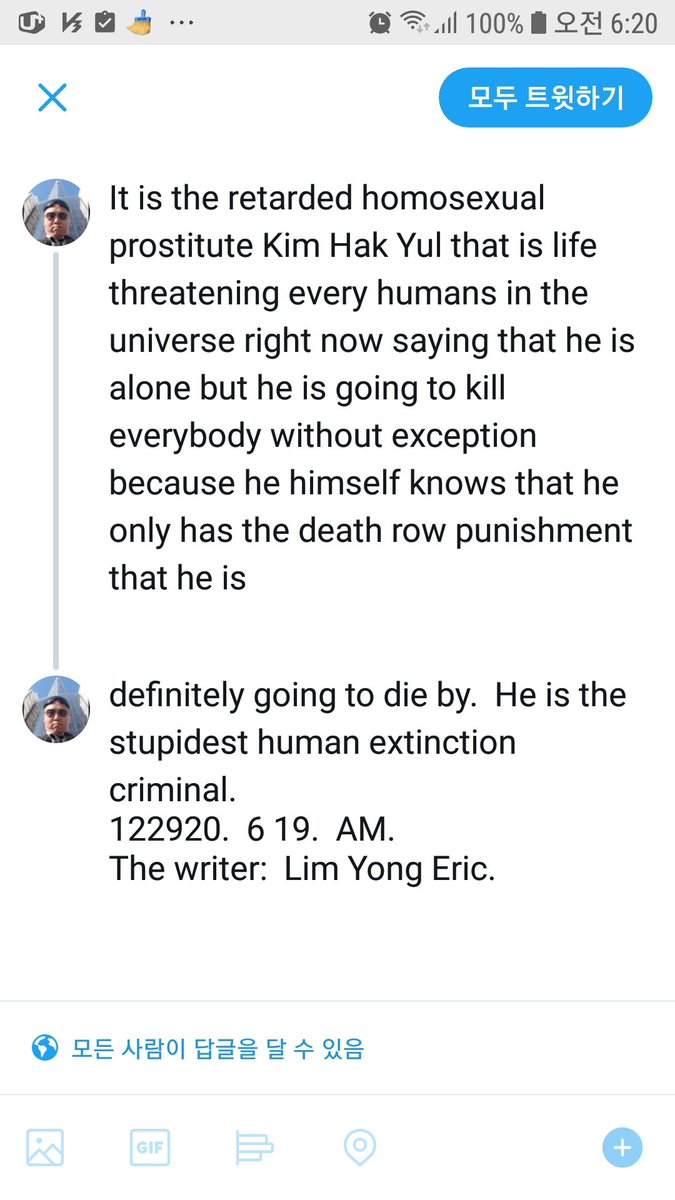 100% 오전 6:20
모두 트윗하기
It is the retarded homosexual
prostitute Kim Hak Yul that is life
threatening every humans in the
universe right now saying that he is
alone but he is going to kill
everybody without exception
because he himself knows that he
only has the death row punishment
that he is
definitely going to die by.  He is the
stupidest human extinction
criminal.
122920.  6 19.  AM.
The writer:  Lim Yong Eric.
모든 사람이 답글을 달 수 있음
GIF